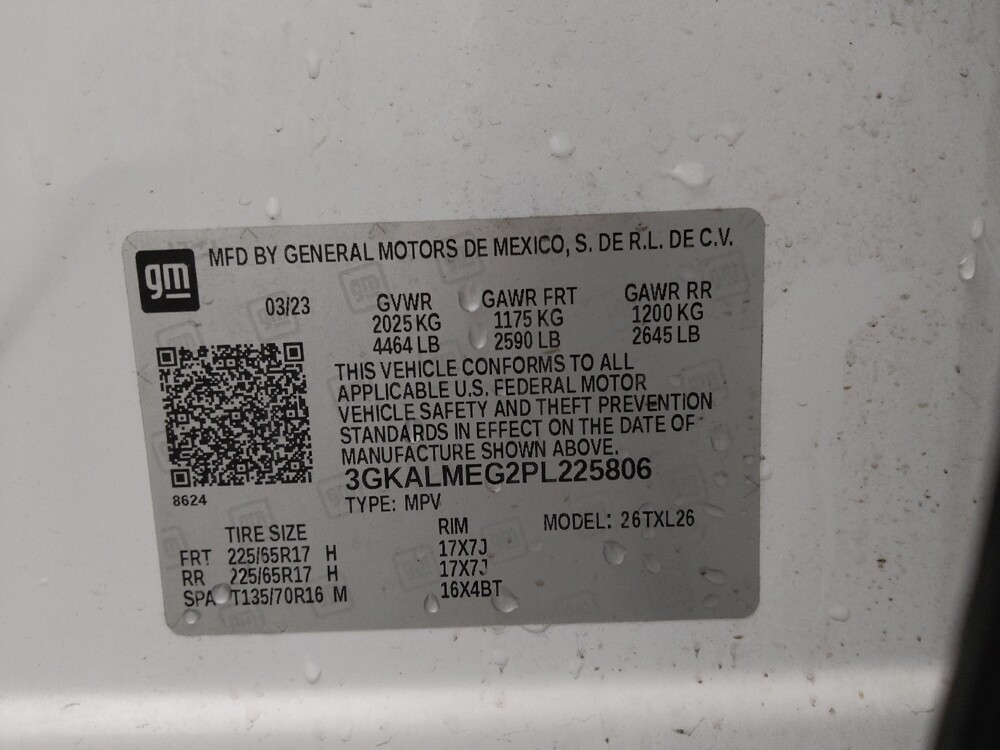 gm
MFD BY GENERAL MOTORS DE MEXICO, S. DE R.L. DE C.V.
03/23 GVWR GAWR FRT GAWR RR
2025 KG 1175 KG 1200 KG
4464 LB 2590 LB 2645 LB
THIS VEHICLE CONFORMS TO ALL
APPLICABLE U.S. FEDERAL MOTOR
VEHICLE SAFETY AND THEFT PREVENTION
STANDARDS IN EFFECT ON THE DATE OF
MANUFACTURE SHOWN ABOVE.
3GKALMEG2PL225806
8624
TYPE: MPV
TIRE SIZE RIM MODEL: 26TXL26
FRT 225/65R17 H 17X7J
RR 225/65R17 H 17X7J
SPA T135/70R16 M 16X4BT